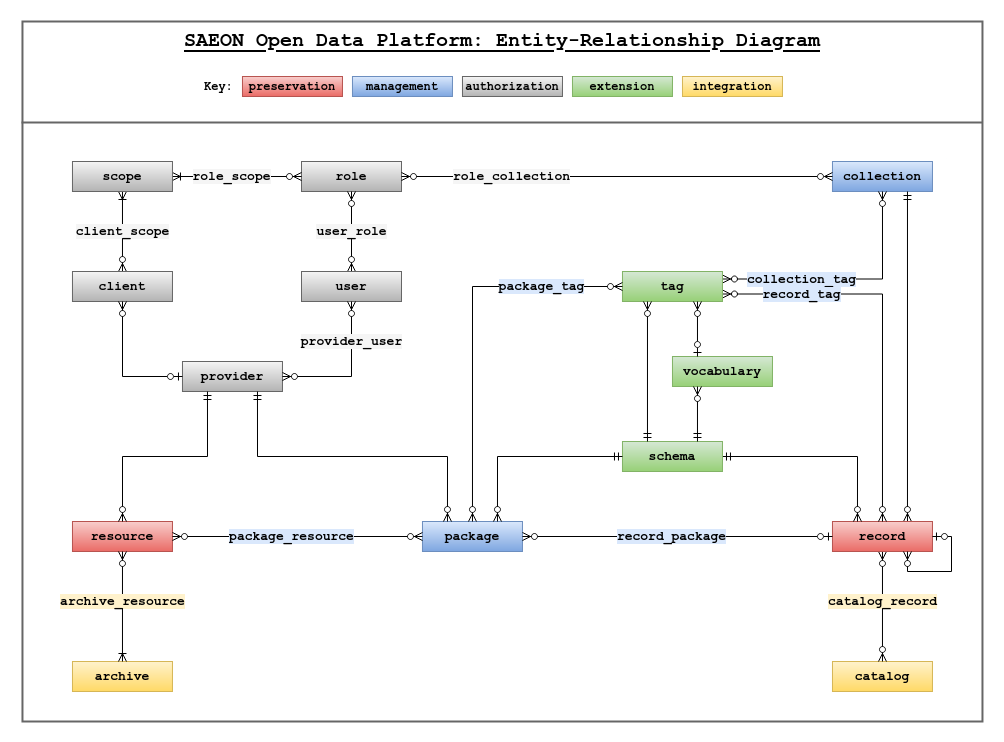 SAEON Open Data Platform: Entity-Relationship Diagram
Key: preservation management authorization extension integration
scope role_scope role role_collection collection
client_scope user_role
client user package_tag tag collection_tag
record_tag
provider_user
provider vocabulary
schema
resource package_resource package record_package record
archive_resource catalog_record
archive catalog